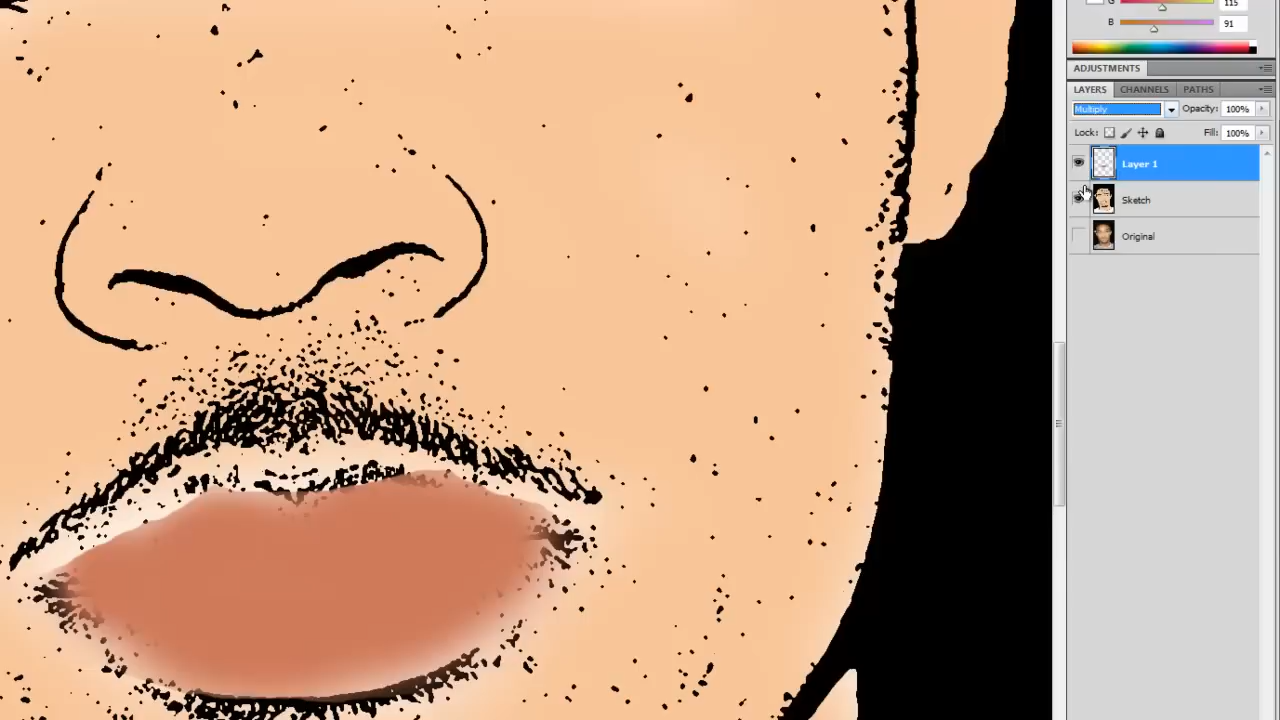 G 115
B 91
ADJUSTMENTS
LAYERS CHANNELS PATHS
Multiply Opacity: 100%
Lock: Fill: 100%
Layer 1
Sketch
Original